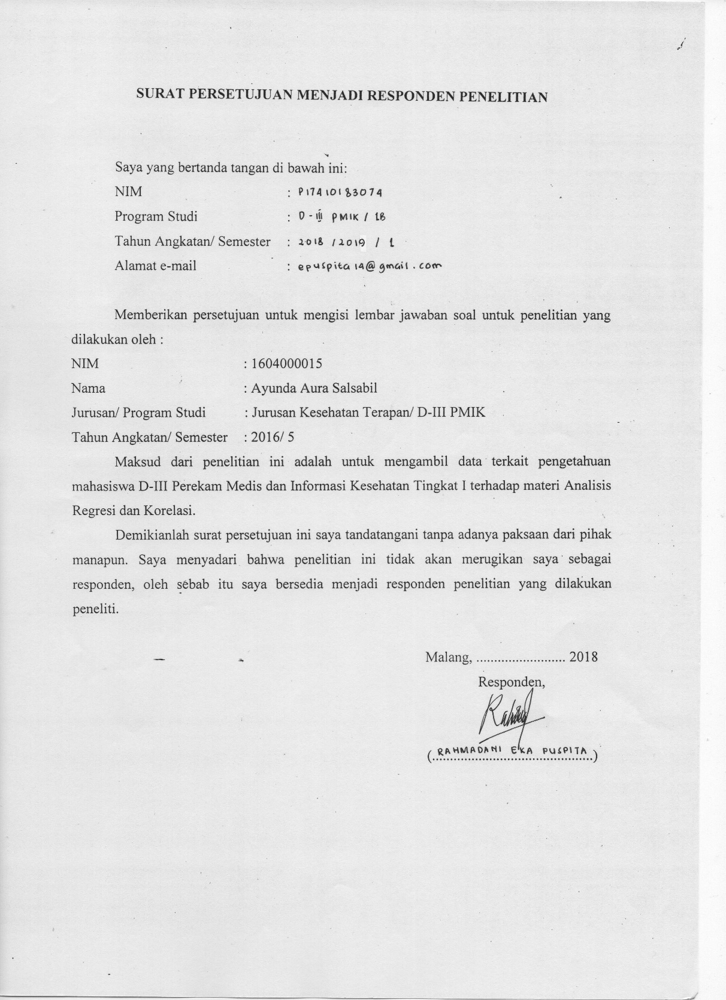 SURAT PERSETUJUAN MENJADI RESPONDEN PENELITIAN
Saya yang bertanda tangan di bawah ini:
NIM : P17410183074
Program Studi : D-III PMIK / 1B
Tahun Angkatan/ Semester : 2018 /2019 / 1
Alamat e-mail : epuspita19@gmail.com
Memberikan persetujuan untuk mengisi lembar jawaban soal untuk penelitian yang
dilakukan oleh :
NIM : 1604000015
Nama : Ayunda Aura Salsabil
Jurusan/ Program Studi : Jurusan Kesehatan Terapan/ D-III PMIK
Tahun Angkatan/ Semester : 2016/ 5
Maksud dari penelitian ini adalah untuk mengambil data terkait pengetahuan
mahasiswa D-III Perekam Medis dan Informasi Kesehatan Tingkat I terhadap materi Analisis
Regresi dan Korelasi.
Demikianlah surat persetujuan ini saya tandatangani tanpa adanya paksaan dari pihak
manapun. Saya menyadari bahwa penelitian ini tidak akan merugikan saya sebagai
responden, oleh sebab itu saya bersedia menjadi responden penelitian yang dilakukan
peneliti.
Malang, ......................... 2018
Responden,
(RAHMADANI EKA PUSPITA)